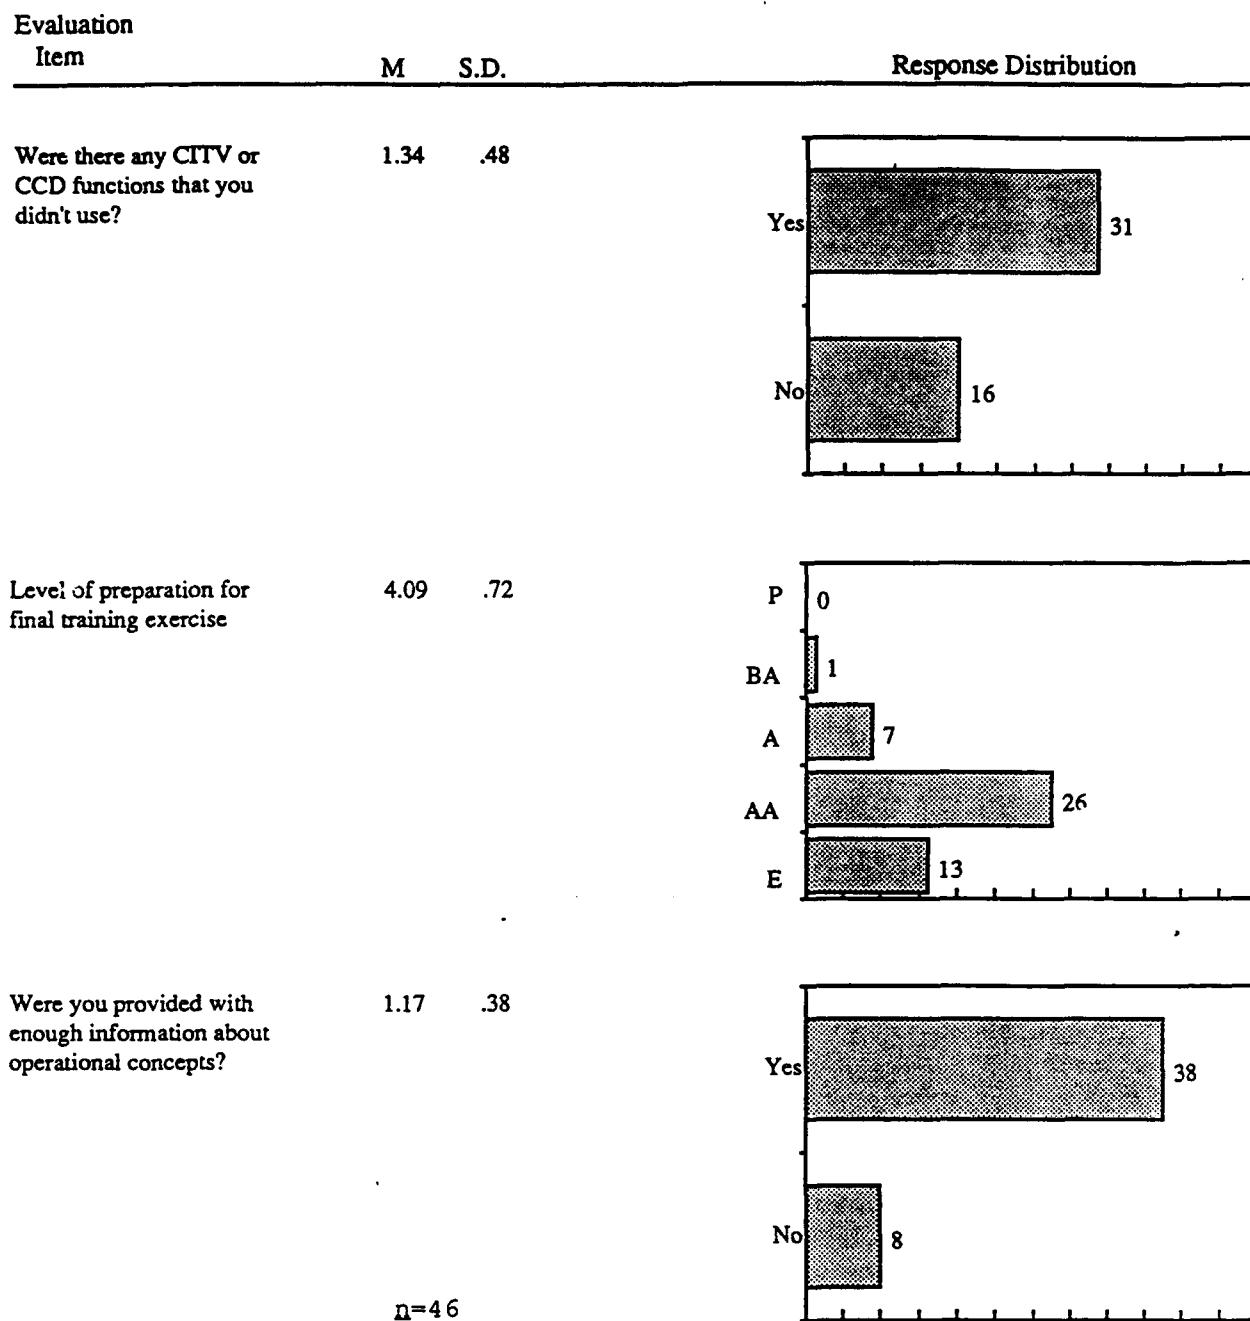 Evaluation
Item
M S.D. Response Distribution
Were there any CITV or 1.34 .48
CCD functions that you
didn't use?
Yes 31
No 16
Level of preparation for 4.09 .72
final training exercise
P 0
BA 1
A 7
AA 26
E 13
Were you provided with 1.17 .38
enough information about
operational concepts?
Yes 38
No 8
n=46